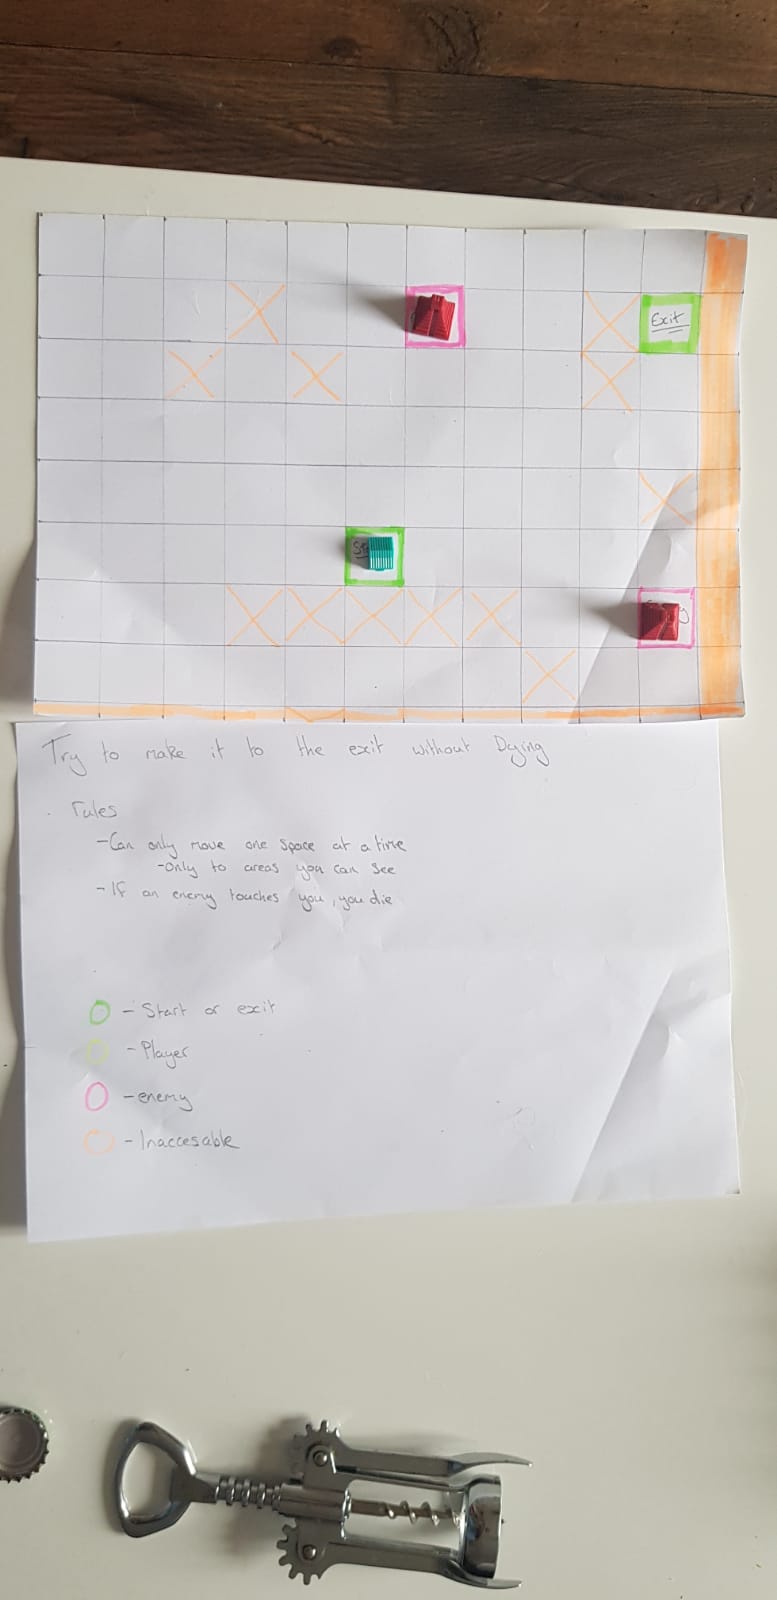 Exit
Try to make it to the exit without Dying
Rules
-Can only move one space at a time
-Only to areas you can see
-If an enemy touches you, you die
- Start or exit
- Player
- enemy
- Inaccesable